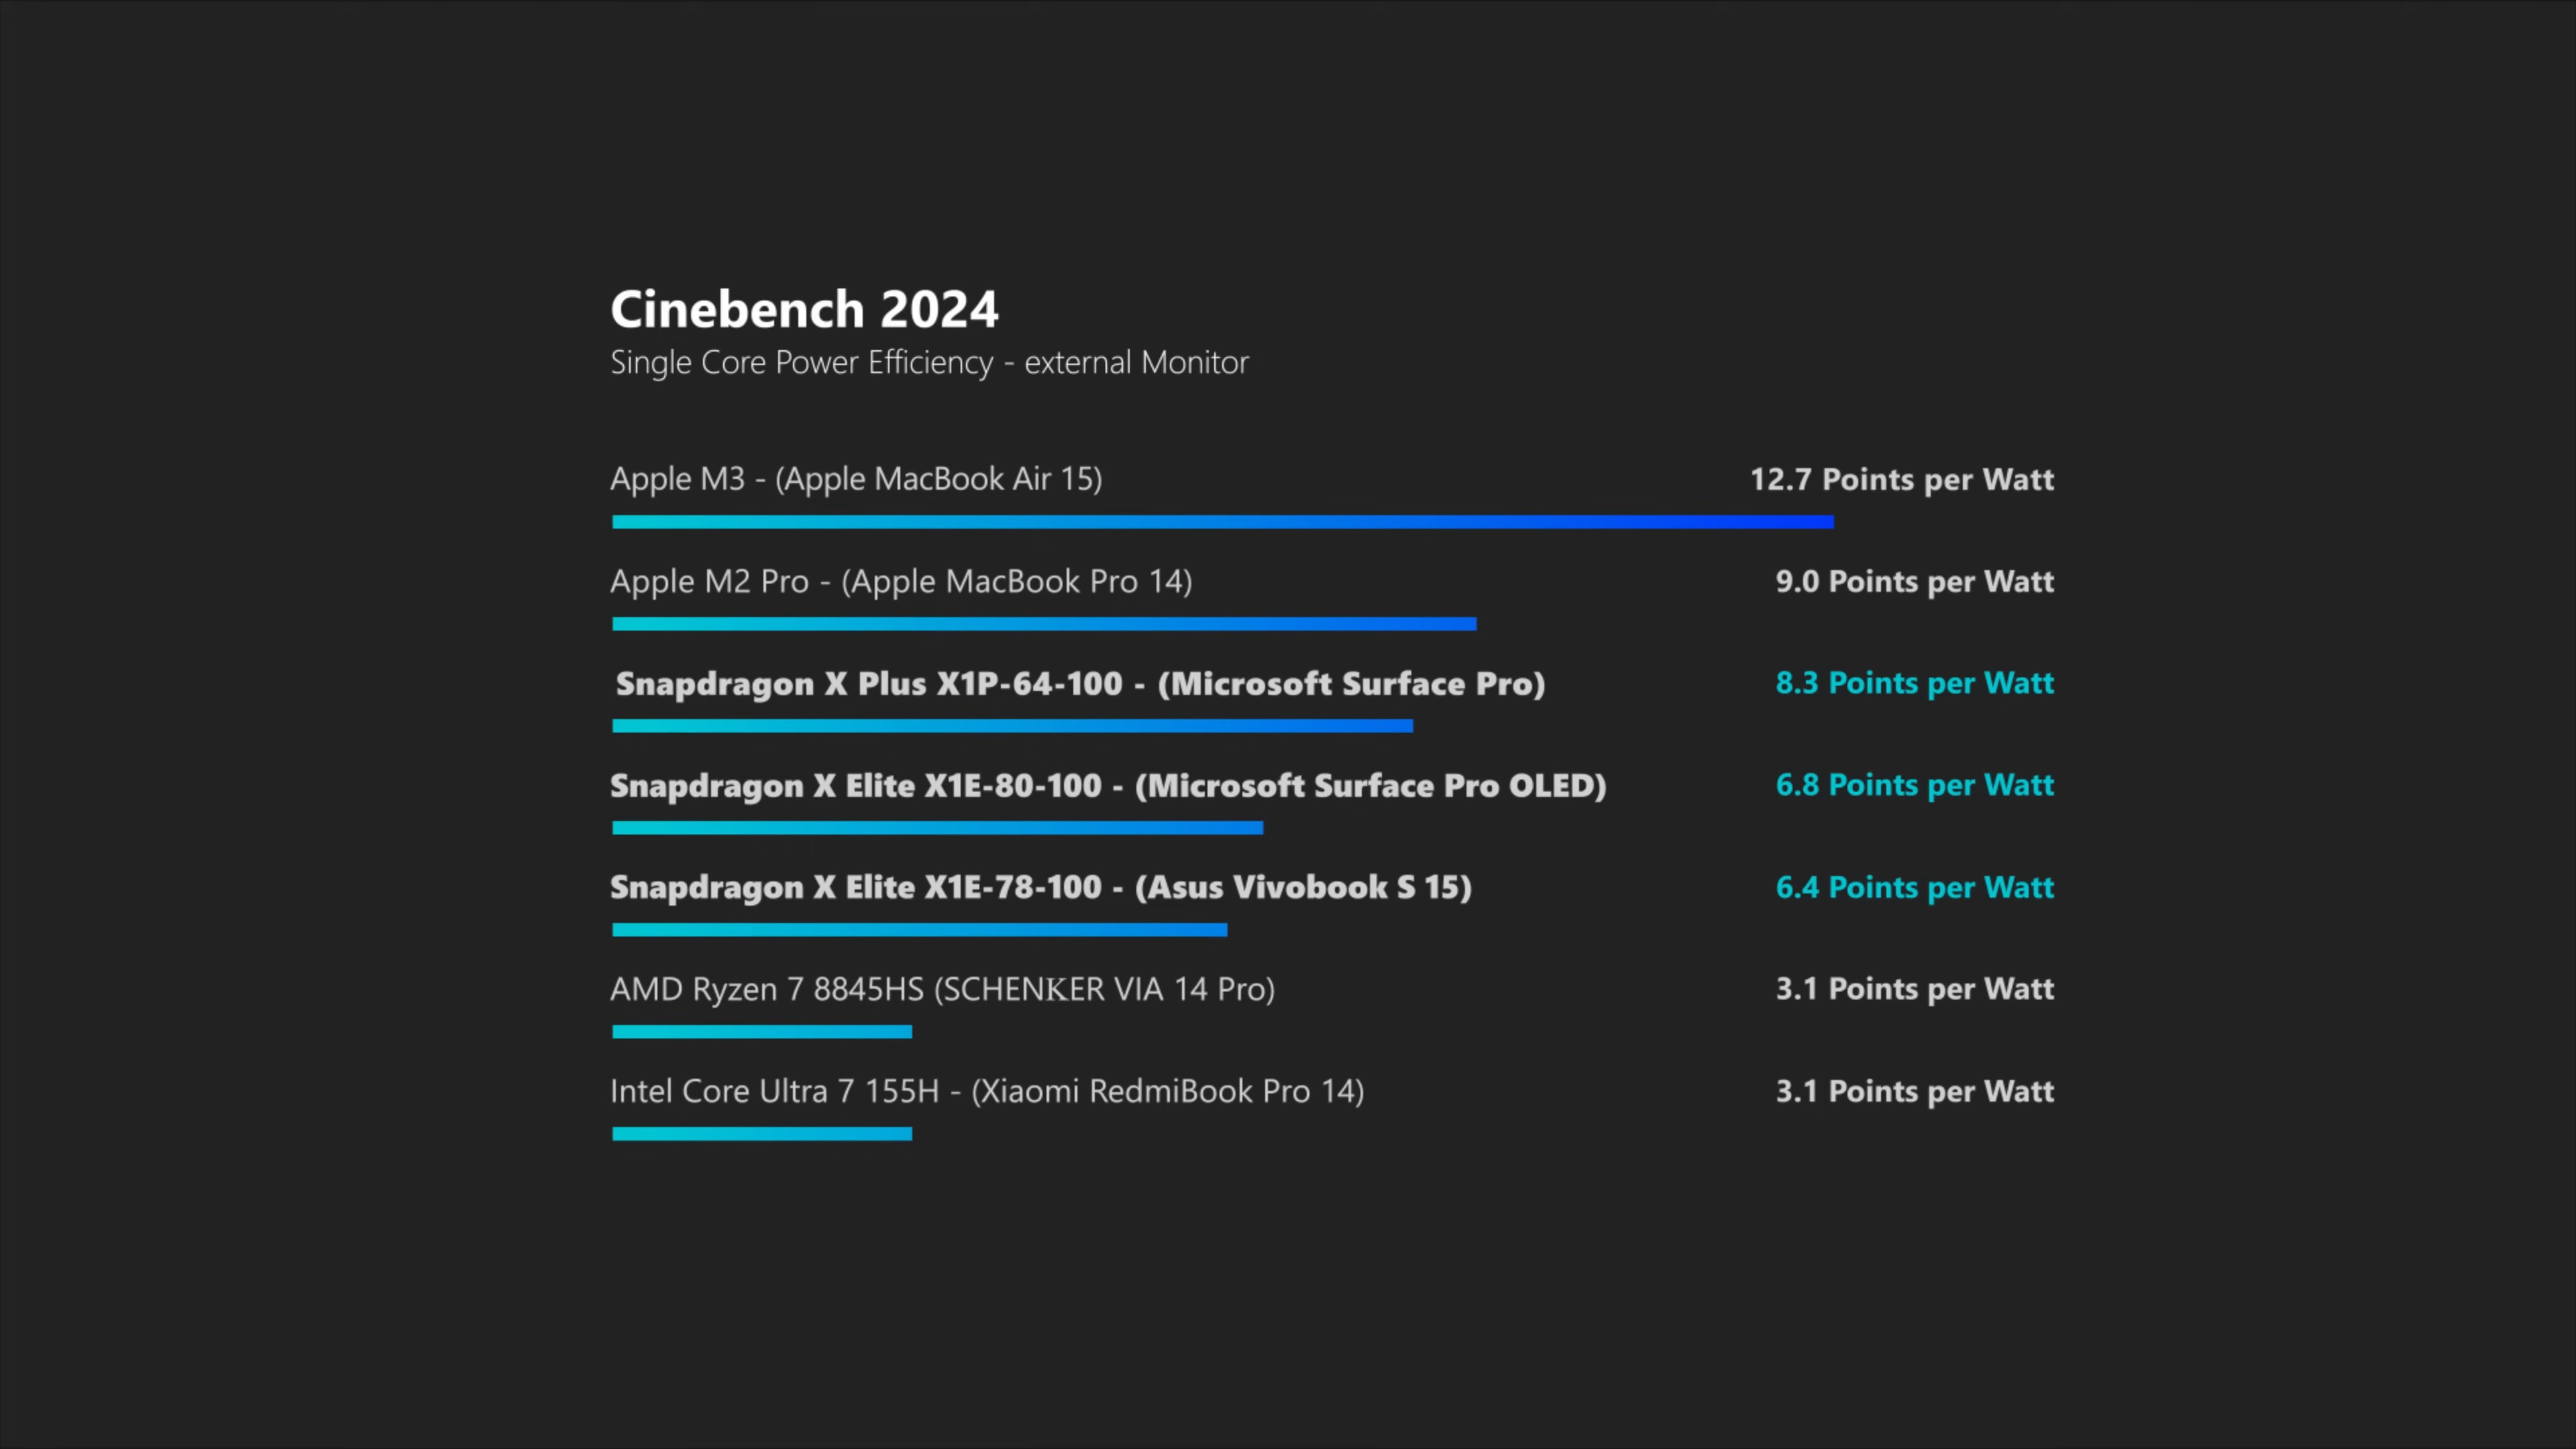 Cinebench 2024
Single Core Power Efficiency - external Monitor
Apple M3 - (Apple MacBook Air 15) 12.7 Points per Watt
Apple M2 Pro - (Apple MacBook Pro 14) 9.0 Points per Watt
Snapdragon X Plus X1P-64-100 - (Microsoft Surface Pro) 8.3 Points per Watt
Snapdragon X Elite X1E-80-100 - (Microsoft Surface Pro OLED) 6.8 Points per Watt
Snapdragon X Elite X1E-78-100 - (Asus Vivobook S 15) 6.4 Points per Watt
AMD Ryzen 7 8845HS (SCHENKER VIA 14 Pro) 3.1 Points per Watt
Intel Core Ultra 7 155H - (Xiaomi RedmiBook Pro 14) 3.1 Points per Watt